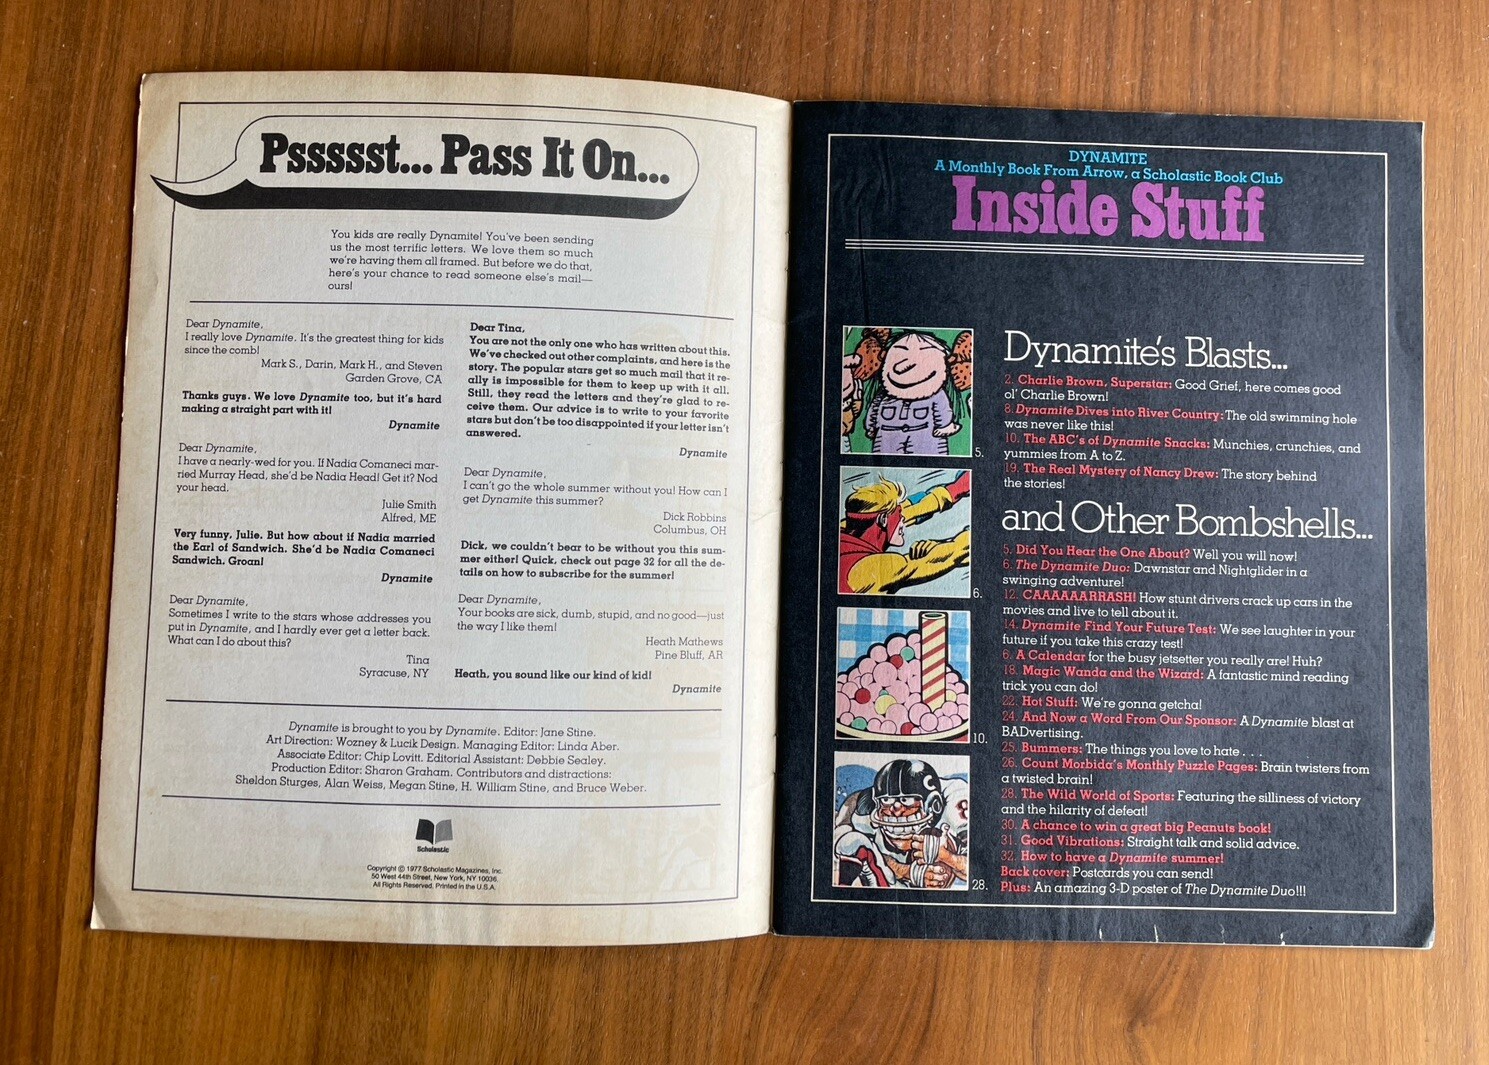 Psssssst... Pass It On...
You kids are really Dynamite! You've been sending
us the most terrific letters. We love them so much
we're having them all framed. But before we do that,
here's your chance to read someone else's mail—
ours!
Dear Dynamite,
I really love Dynamite. It's the greatest thing for kids
since the comb!
Mark S., Darin, Mark H., and Steven
Garden Grove, CA
Thanks guys. We love Dynamite too, but it's hard
making a straight part with it!
Dynamite
Dear Dynamite,
I have a nearly-wed for you. If Nadia Comaneci mar-
ried Murray Head, she'd be Nadia Head! Get it? Nod
your head.
Julie Smith
Alfred, ME
Very funny, Julie. But how about if Nadia married
the Earl of Sandwich. She'd be Nadia Comaneci
Sandwich. Groan!
Dynamite
Dear Dynamite,
Sometimes I write to the stars whose addresses you
put in Dynamite, and I hardly ever get a letter back.
What can I do about this?
Tina
Syracuse, NY
Dear Tina,
You are not the only one who has written about this.
We've checked out other complaints, and here is the
story. The popular stars get so much mail that it re-
ally is impossible for them to keep up with it all.
Still, they read the letters and they're glad to re-
ceive them. Our advice is to write to your favorite
stars but don't be too disappointed if your letter isn't
answered.
Dynamite
Dear Dynamite,
I can't go the whole summer without you! How can I
get Dynamite this summer?
Dick Robbins
Columbus, OH
Dick, we couldn't bear to be without you this sum-
mer either! Quick, check out page 32 for all the de-
tails on how to subscribe for the summer!
Dear Dynamite,
Your books are sick, dumb, stupid, and no good—just
the way I like them!
Heath Mathews
Pine Bluff, AR
Heath, you sound like our kind of kid!
Dynamite
Dynamite is brought to you by Dynamite. Editor: Jane Stine.
Art Direction: Wozney & Lucik Design. Managing Editor: Linda Aber.
Associate Editor: Chip Lovitt. Editorial Assistant: Debbie Sealey.
Production Editor: Sharon Graham. Contributors and distractions:
Sheldon Sturges, Alan Weiss, Megan Stine, H. William Stine, and Bruce Weber.
Scholastic
Copyright © 1977 Scholastic Magazines, Inc.
50 West 44th Street, New York, NY 10036.
All Rights Reserved. Printed in the U.S.A.
DYNAMITE
A Monthly Book From Arrow, a Scholastic Book Club
Inside Stuff
5.
6.
10.
28.
Dynamite's Blasts...
2. Charlie Brown, Superstar: Good Grief, here comes good
ol' Charlie Brown!
8. Dynamite Dives into River Country: The old swimming hole
was never like this!
10. The ABC's of Dynamite Snacks: Munchies, crunchies, and
yummies from A to Z.
19. The Real Mystery of Nancy Drew: The story behind
the stories!
and Other Bombshells...
5. Did You Hear the One About? Well you will now!
6. The Dynamite Duo: Dawnstar and Nightglider in a
swinging adventure!
12. CAAAAAARRASH! How stunt drivers crack up cars in the
movies and live to tell about it.
14. Dynamite Find Your Future Test: We see laughter in your
future if you take this crazy test!
6. A Calendar for the busy jetsetter you really are! Huh?
18. Magic Wanda and the Wizard: A fantastic mind reading
trick you can do!
22. Hot Stuff: We're gonna getcha!
24. And Now a Word From Our Sponsor: A Dynamite blast at
BADvertising.
25. Bummers: The things you love to hate . . .
26. Count Morbida's Monthly Puzzle Pages: Brain twisters from
a twisted brain!
28. The Wild World of Sports: Featuring the silliness of victory
and the hilarity of defeat!
30. A chance to win a great big Peanuts book!
31. Good Vibrations: Straight talk and solid advice.
32. How to have a Dynamite summer!
Back cover: Postcards you can send!
Plus: An amazing 3-D poster of The Dynamite Duo!!!